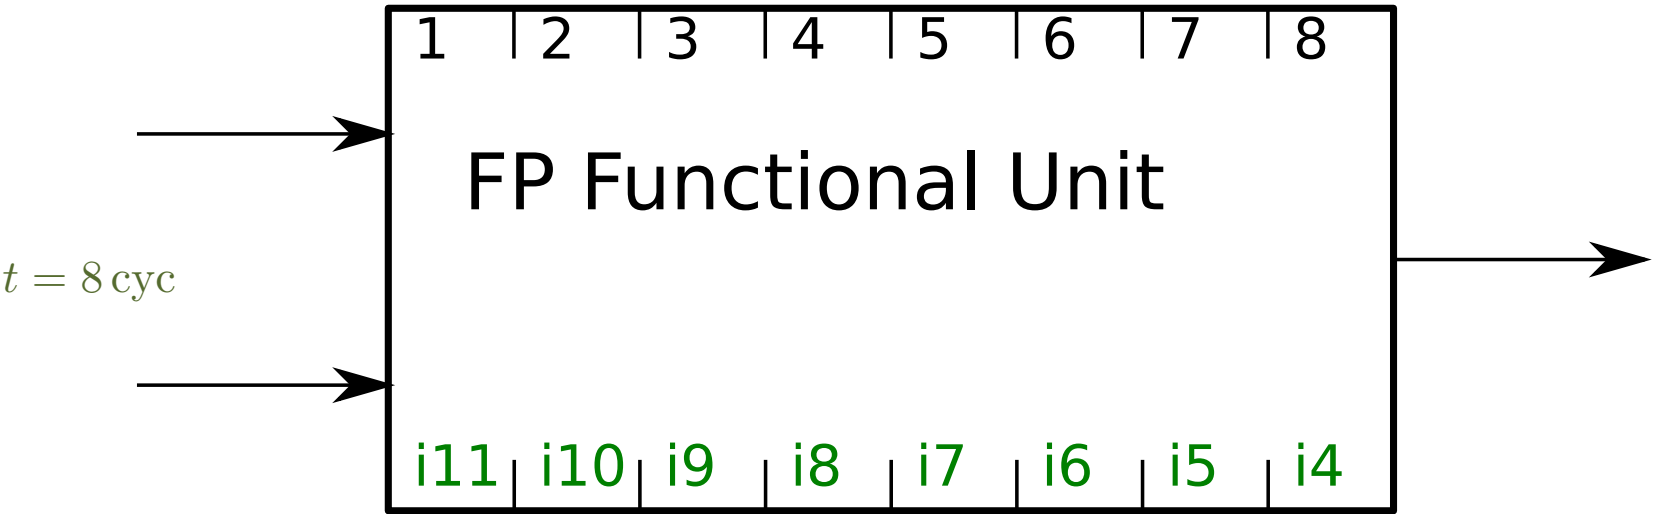 1 2 3 4 5 6 7 8
FP Functional Unit
t = 8 cyc
i11 i10 i9 i8 i7 i6 i5 i4